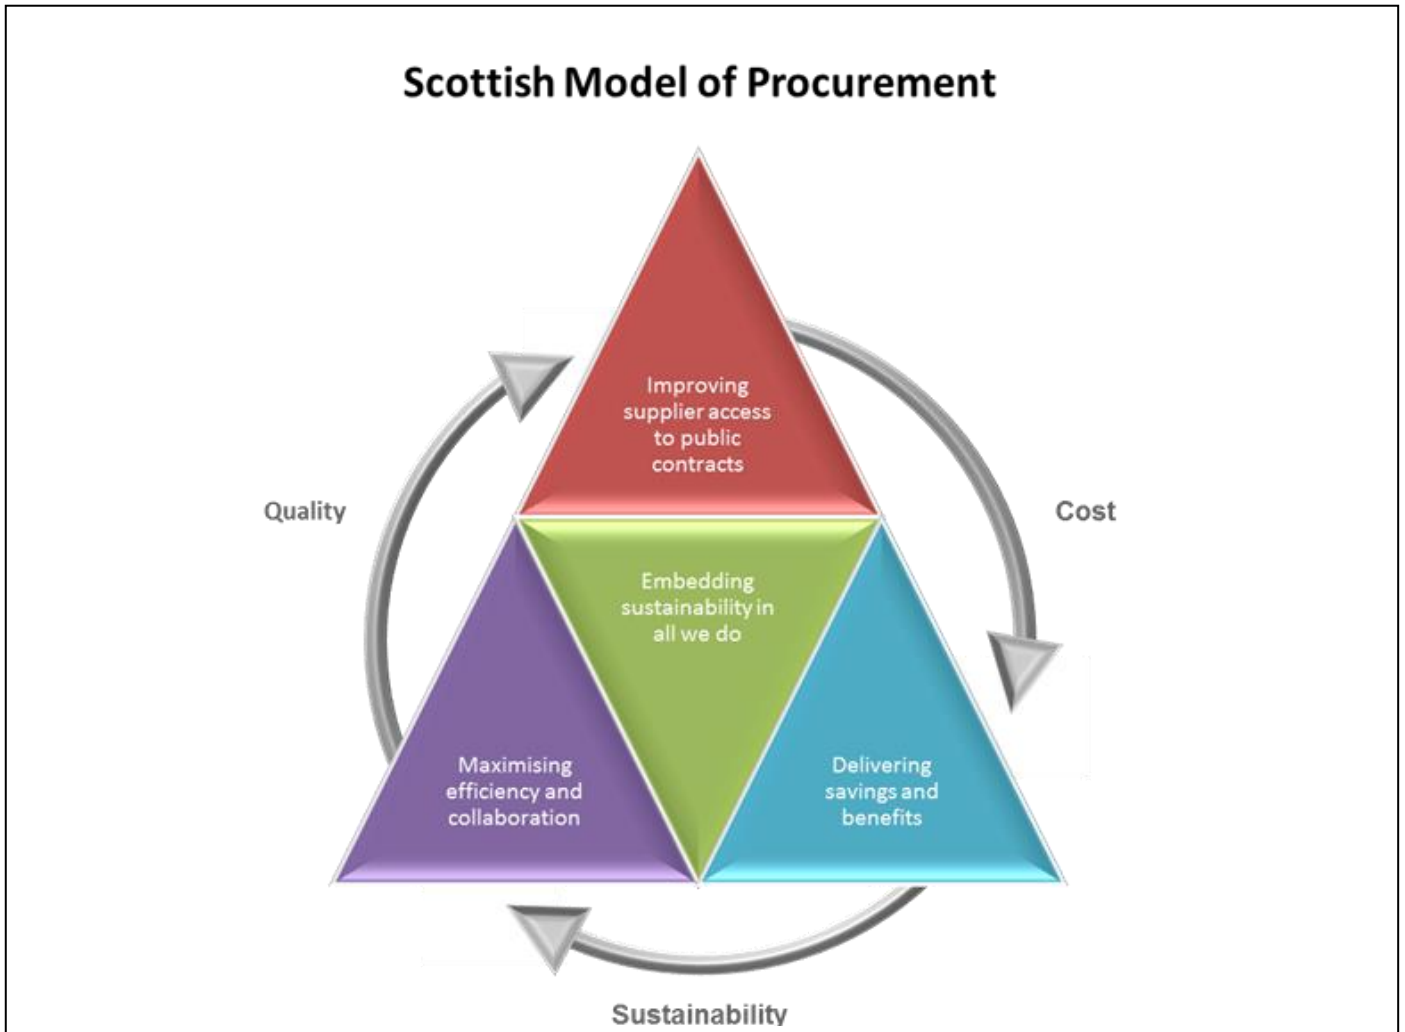 Scottish Model of Procurement
Improving
supplier access
to public
contracts
Quality
Cost
Embedding
sustainability in
all we do
Maximising
efficiency and
collaboration
Delivering
savings and
benefits
Sustainability